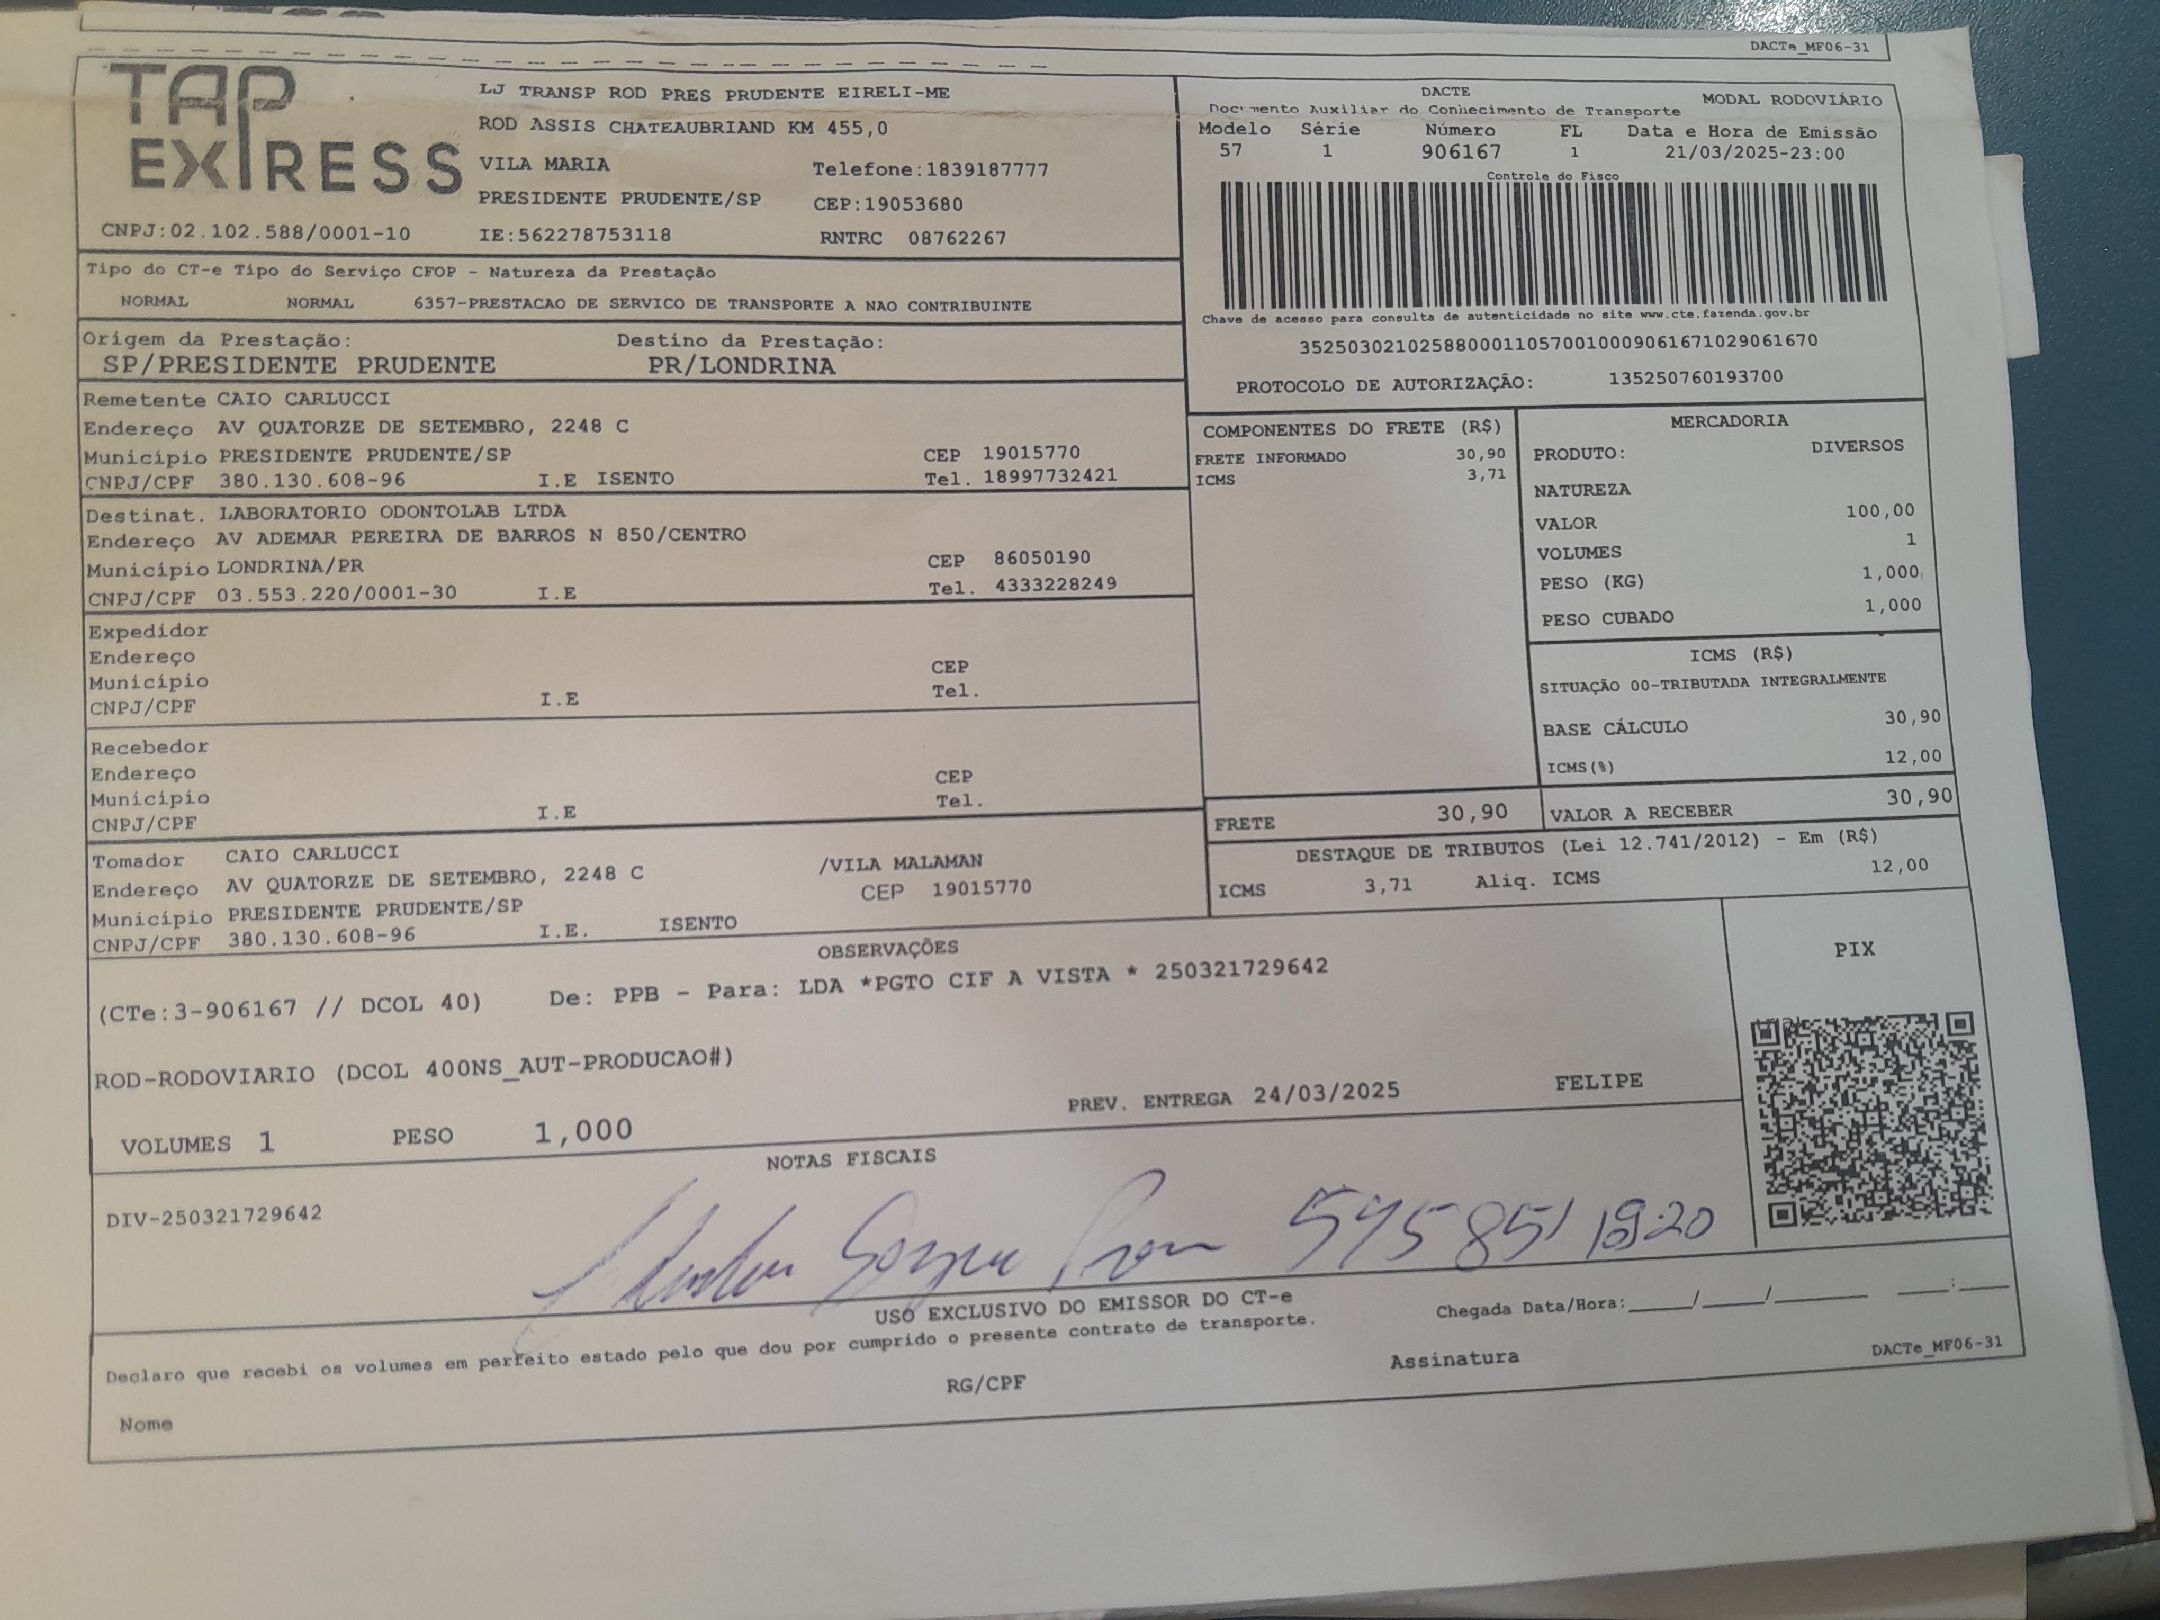 DACTe_MF06-31
TAP EXPRESS
LJ TRANSP ROD PRES PRUDENTE EIRELI-ME
ROD ASSIS CHATEAUBRIAND KM 455,0
VILA MARIA Telefone:1839187777
PRESIDENTE PRUDENTE/SP CEP:19053680
CNPJ:02.102.588/0001-10 IE:562278753118 RNTRC 08762267
DACTE
Documento Auxiliar do Conhecimento de Transporte MODAL RODOVIÁRIO
Modelo Série Número FL Data e Hora de Emissão
57 1 906167 1 21/03/2025-23:00
Controle do Fisco
Chave de acesso para consulta de autenticidade no site www.cte.fazenda.gov.br
35250302102588000110570010009061671029061670
PROTOCOLO DE AUTORIZAÇÃO: 135250760193700
Tipo do CT-e Tipo do Serviço CFOP - Natureza da Prestação
NORMAL NORMAL 6357-PRESTACAO DE SERVICO DE TRANSPORTE A NAO CONTRIBUINTE
Origem da Prestação: Destino da Prestação:
SP/PRESIDENTE PRUDENTE PR/LONDRINA
Remetente CAIO CARLUCCI
Endereço AV QUATORZE DE SETEMBRO, 2248 C
Município PRESIDENTE PRUDENTE/SP CEP 19015770
CNPJ/CPF 380.130.608-96 I.E ISENTO Tel. 18997732421
Destinat. LABORATORIO ODONTOLAB LTDA
Endereço AV ADEMAR PEREIRA DE BARROS N 850/CENTRO
Município LONDRINA/PR CEP 86050190
CNPJ/CPF 03.553.220/0001-30 I.E Tel. 4333228249
Expedidor
Endereço
Município CEP
CNPJ/CPF I.E Tel.
Recebedor
Endereço
Município CEP
CNPJ/CPF I.E Tel.
Tomador CAIO CARLUCCI
Endereço AV QUATORZE DE SETEMBRO, 2248 C /VILA MALAMAN
Município PRESIDENTE PRUDENTE/SP CEP 19015770
CNPJ/CPF 380.130.608-96 I.E. ISENTO
COMPONENTES DO FRETE (R$)
FRETE INFORMADO 30,90
ICMS 3,71
MERCADORIA
PRODUTO: DIVERSOS
NATUREZA
VALOR 100,00
VOLUMES 1
PESO (KG) 1,000
PESO CUBADO 1,000
ICMS (R$)
SITUAÇÃO 00-TRIBUTADA INTEGRALMENTE
BASE CÁLCULO 30,90
ICMS(%) 12,00
FRETE 30,90 VALOR A RECEBER 30,90
DESTAQUE DE TRIBUTOS (Lei 12.741/2012) - Em (R$)
ICMS 3,71 Aliq. ICMS 12,00
OBSERVAÇÕES
(CTe:3-906167 // DCOL 40) De: PPB - Para: LDA *PGTO CIF A VISTA * 250321729642
ROD-RODOVIARIO (DCOL 400NS_AUT-PRODUCAO#)
PREV. ENTREGA 24/03/2025 FELIPE
VOLUMES 1 PESO 1,000
PIX
NOTAS FISCAIS
DIV-250321729642
USO EXCLUSIVO DO EMISSOR DO CT-e
Declaro que recebi os volumes em perfeito estado pelo que dou por cumprido o presente contrato de transporte.
Chegada Data/Hora:_____/_____/________ ____:____
Nome RG/CPF Assinatura
DACTe_MF06-31